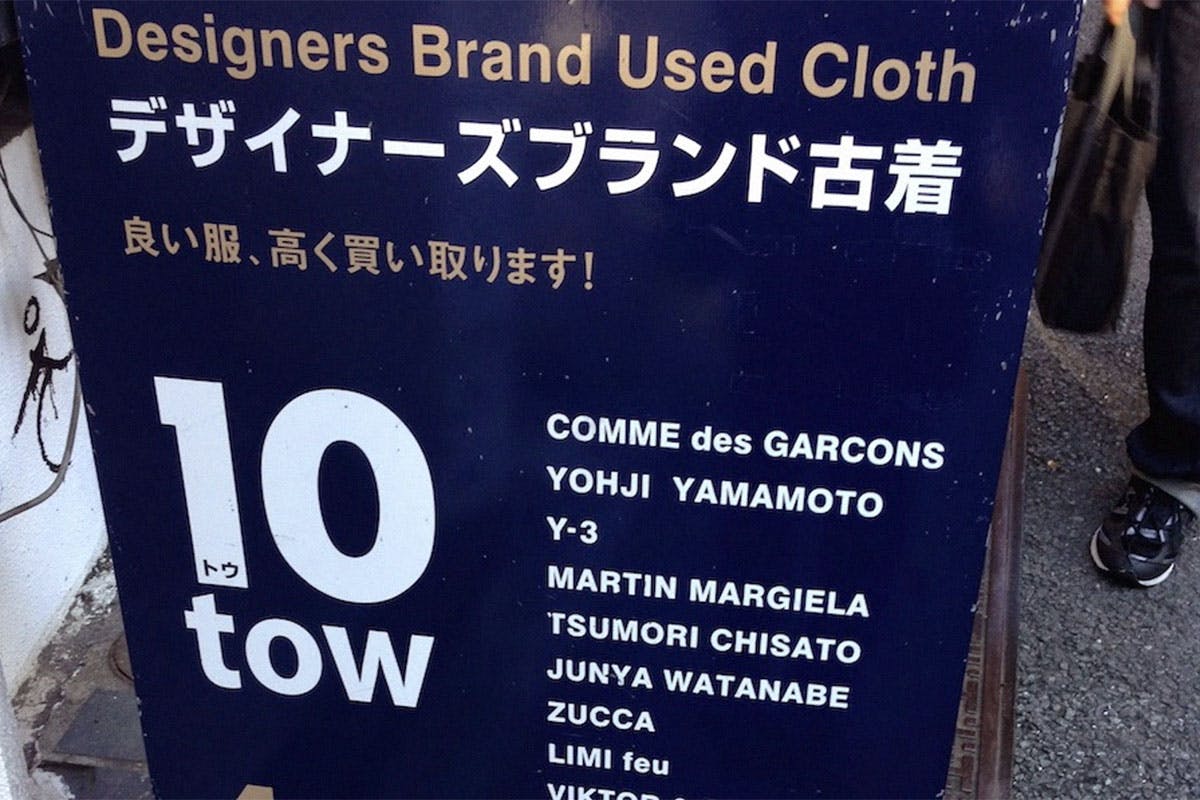 Designers Brand Used Cloth
デザイナーズブランド古着
良い服、高く買い取ります!
10
トウ
tow
COMME des GARCONS
YOHJI YAMAMOTO
Y-3
MARTIN MARGIELA
TSUMORI CHISATO
JUNYA WATANABE
ZUCCA
LIMI feu
VIKTOR